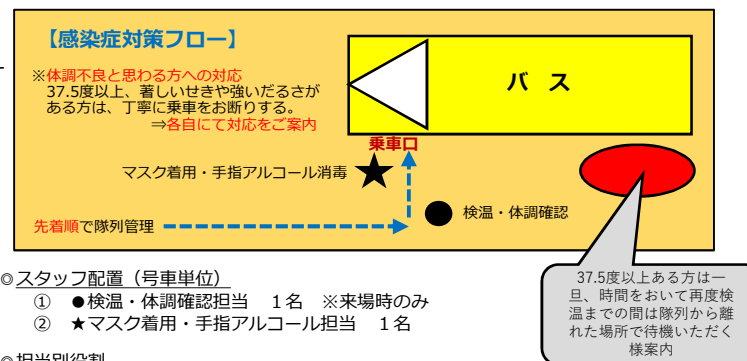 【感染症対策フロー】
※体調不良と思わる方への対応
37.5度以上、著しいせきや強いだるさが
ある方は、丁寧に乗車をお断りする。
⇒各自にて対応をご案内
バ ス
乗車口
マスク着用・手指アルコール消毒
検温・体調確認
先着順で隊列管理
37.5度以上ある方は一
旦、時間をおいて再度検
温までの間は隊列から離
れた場所で待機いただく
様案内
◎スタッフ配置（号車単位）
① ●検温・体調確認担当 １名 ※来場時のみ
② ★マスク着用・手指アルコール担当 １名
◎担当別役割